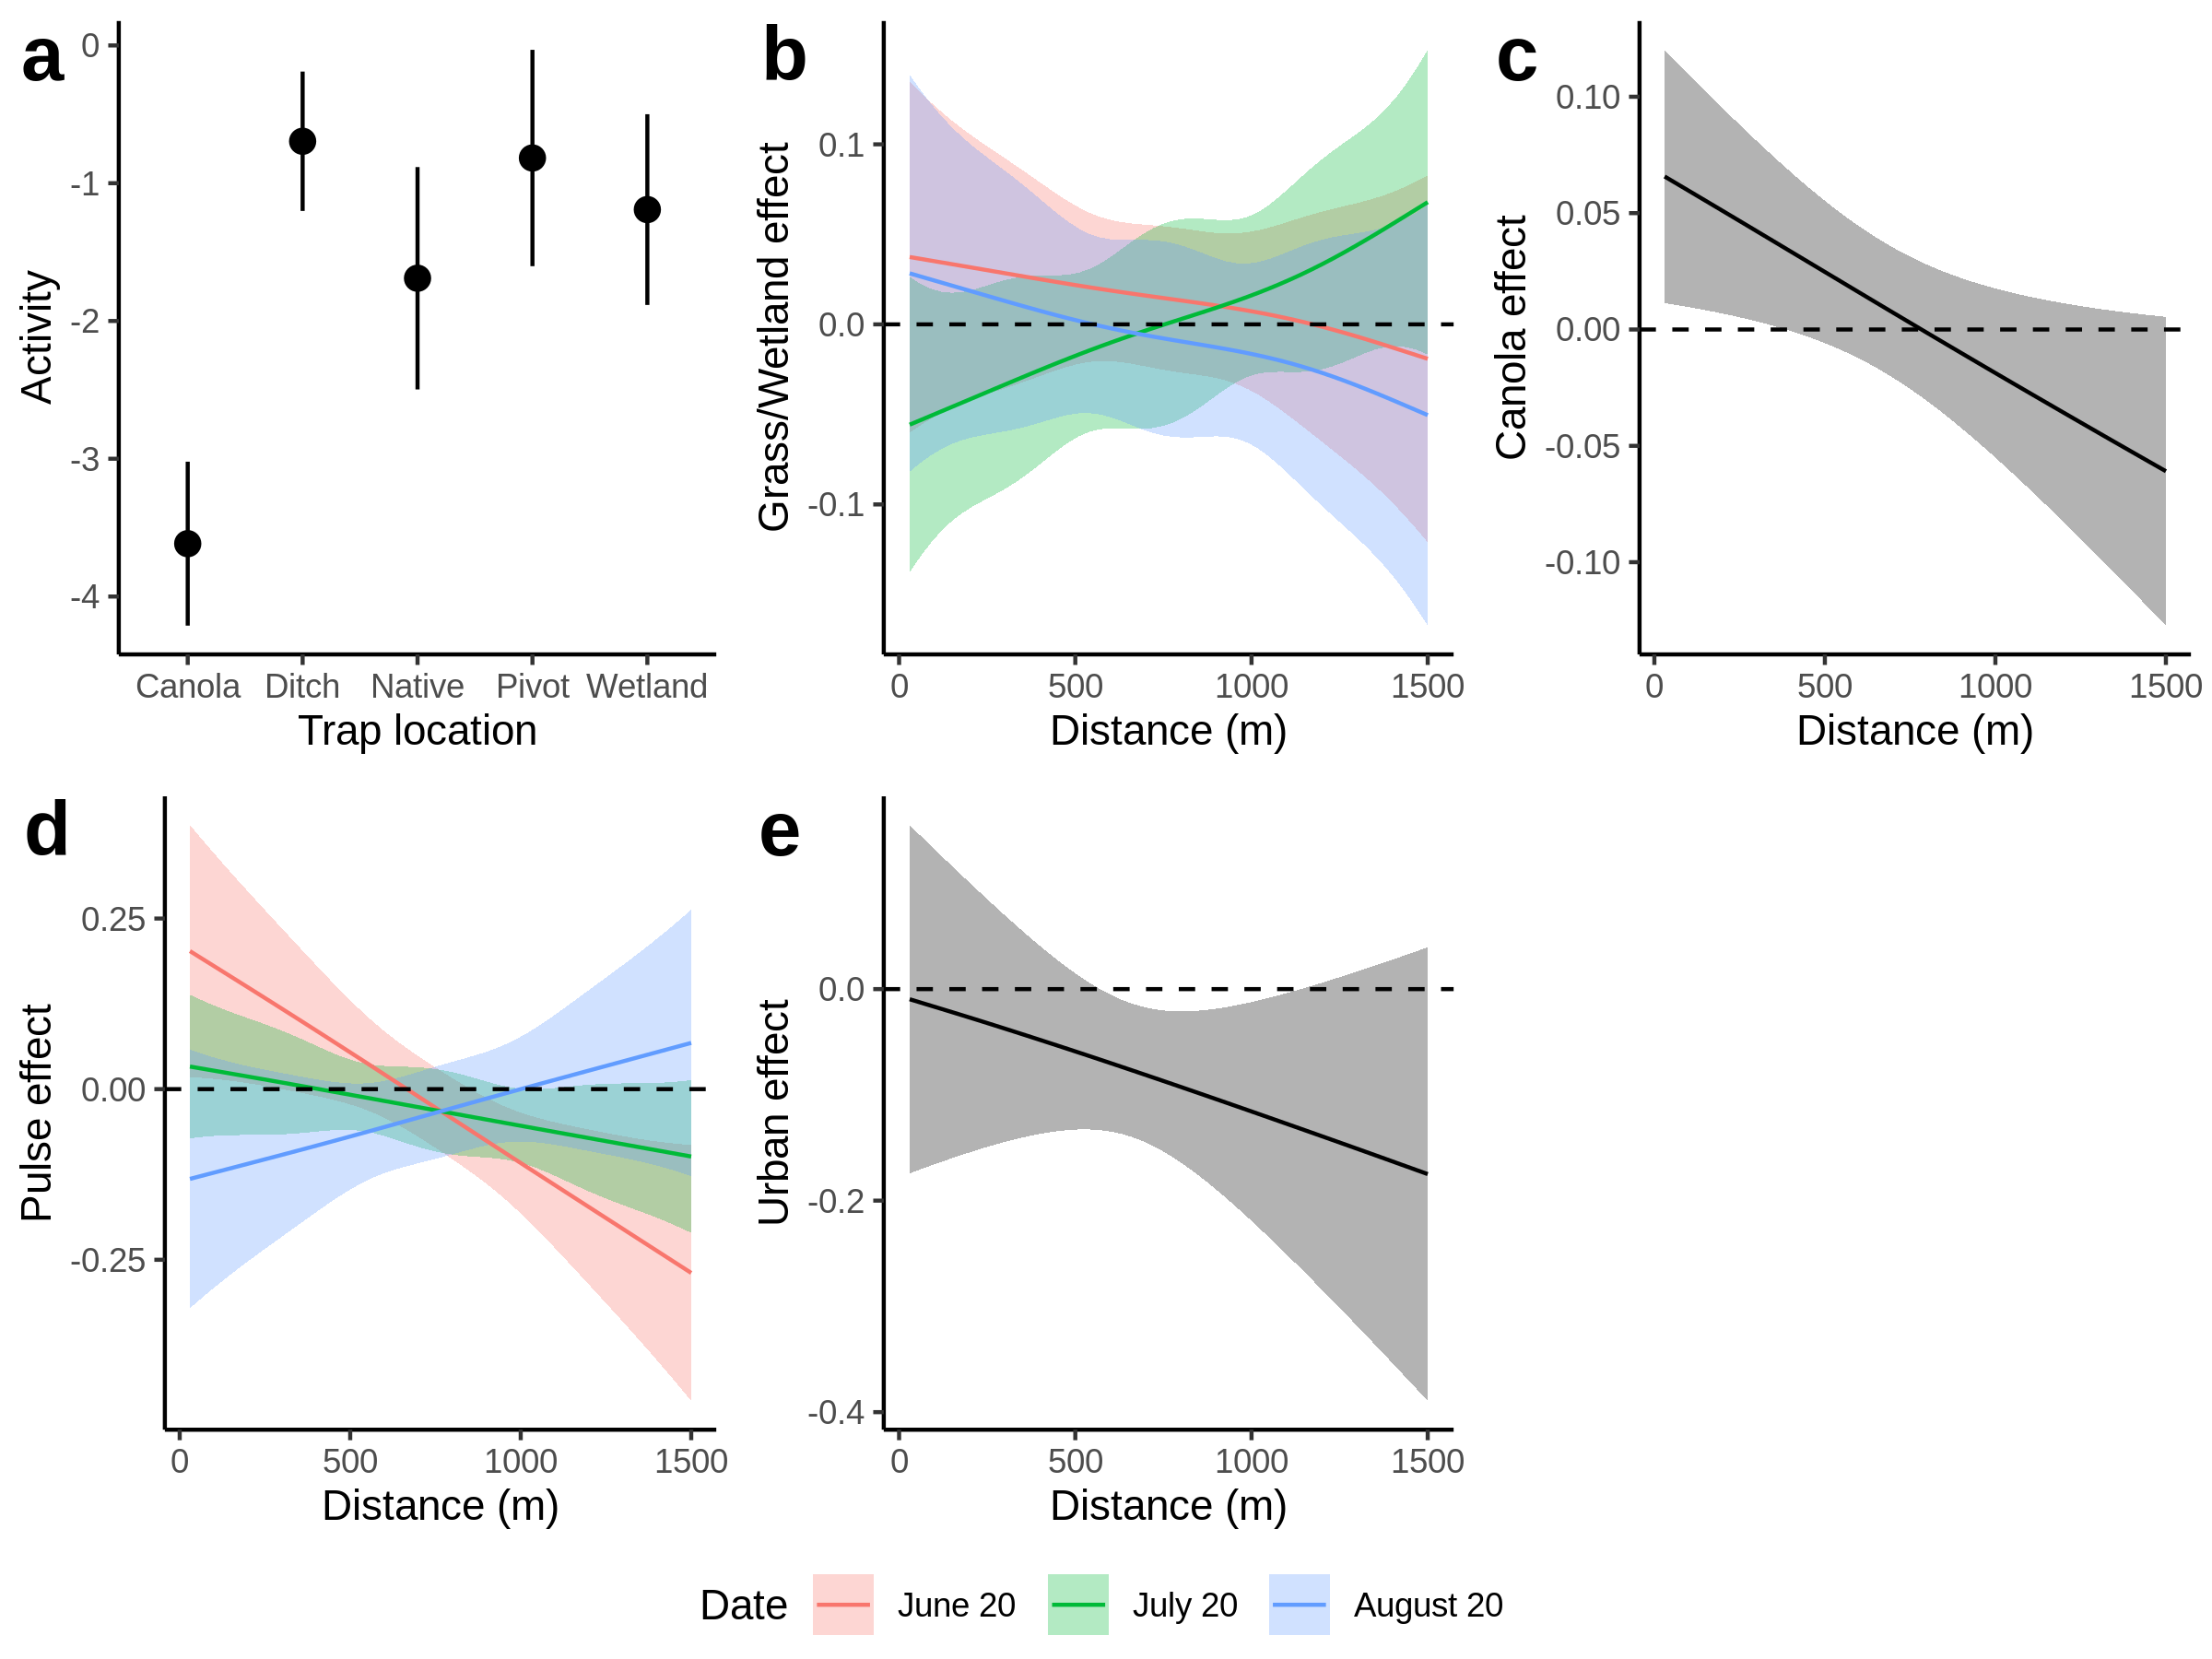 a
0
-1
-2
-3
-4
Activity
Canola Ditch Native Pivot Wetland
Trap location
b
0.1
0.0
-0.1
Grass/Wetland effect
0 500 1000 1500
Distance (m)
c
0.10
0.05
0.00
-0.05
-0.10
Canola effect
0 500 1000 1500
Distance (m)
d
0.25
0.00
-0.25
Pulse effect
0 500 1000 1500
Distance (m)
e
0.0
-0.2
-0.4
Urban effect
0 500 1000 1500
Distance (m)
Date June 20 July 20 August 20